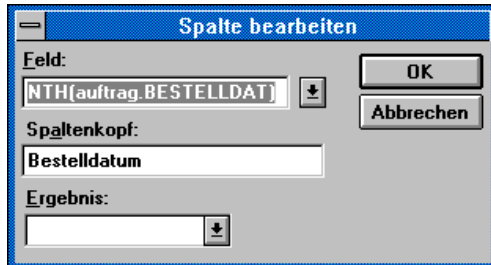 Spalte bearbeiten
Feld:
NTH(auftrag.BESTELLDAT)
OK
Abbrechen
Spaltenkopf:
Bestelldatum
Ergebnis: